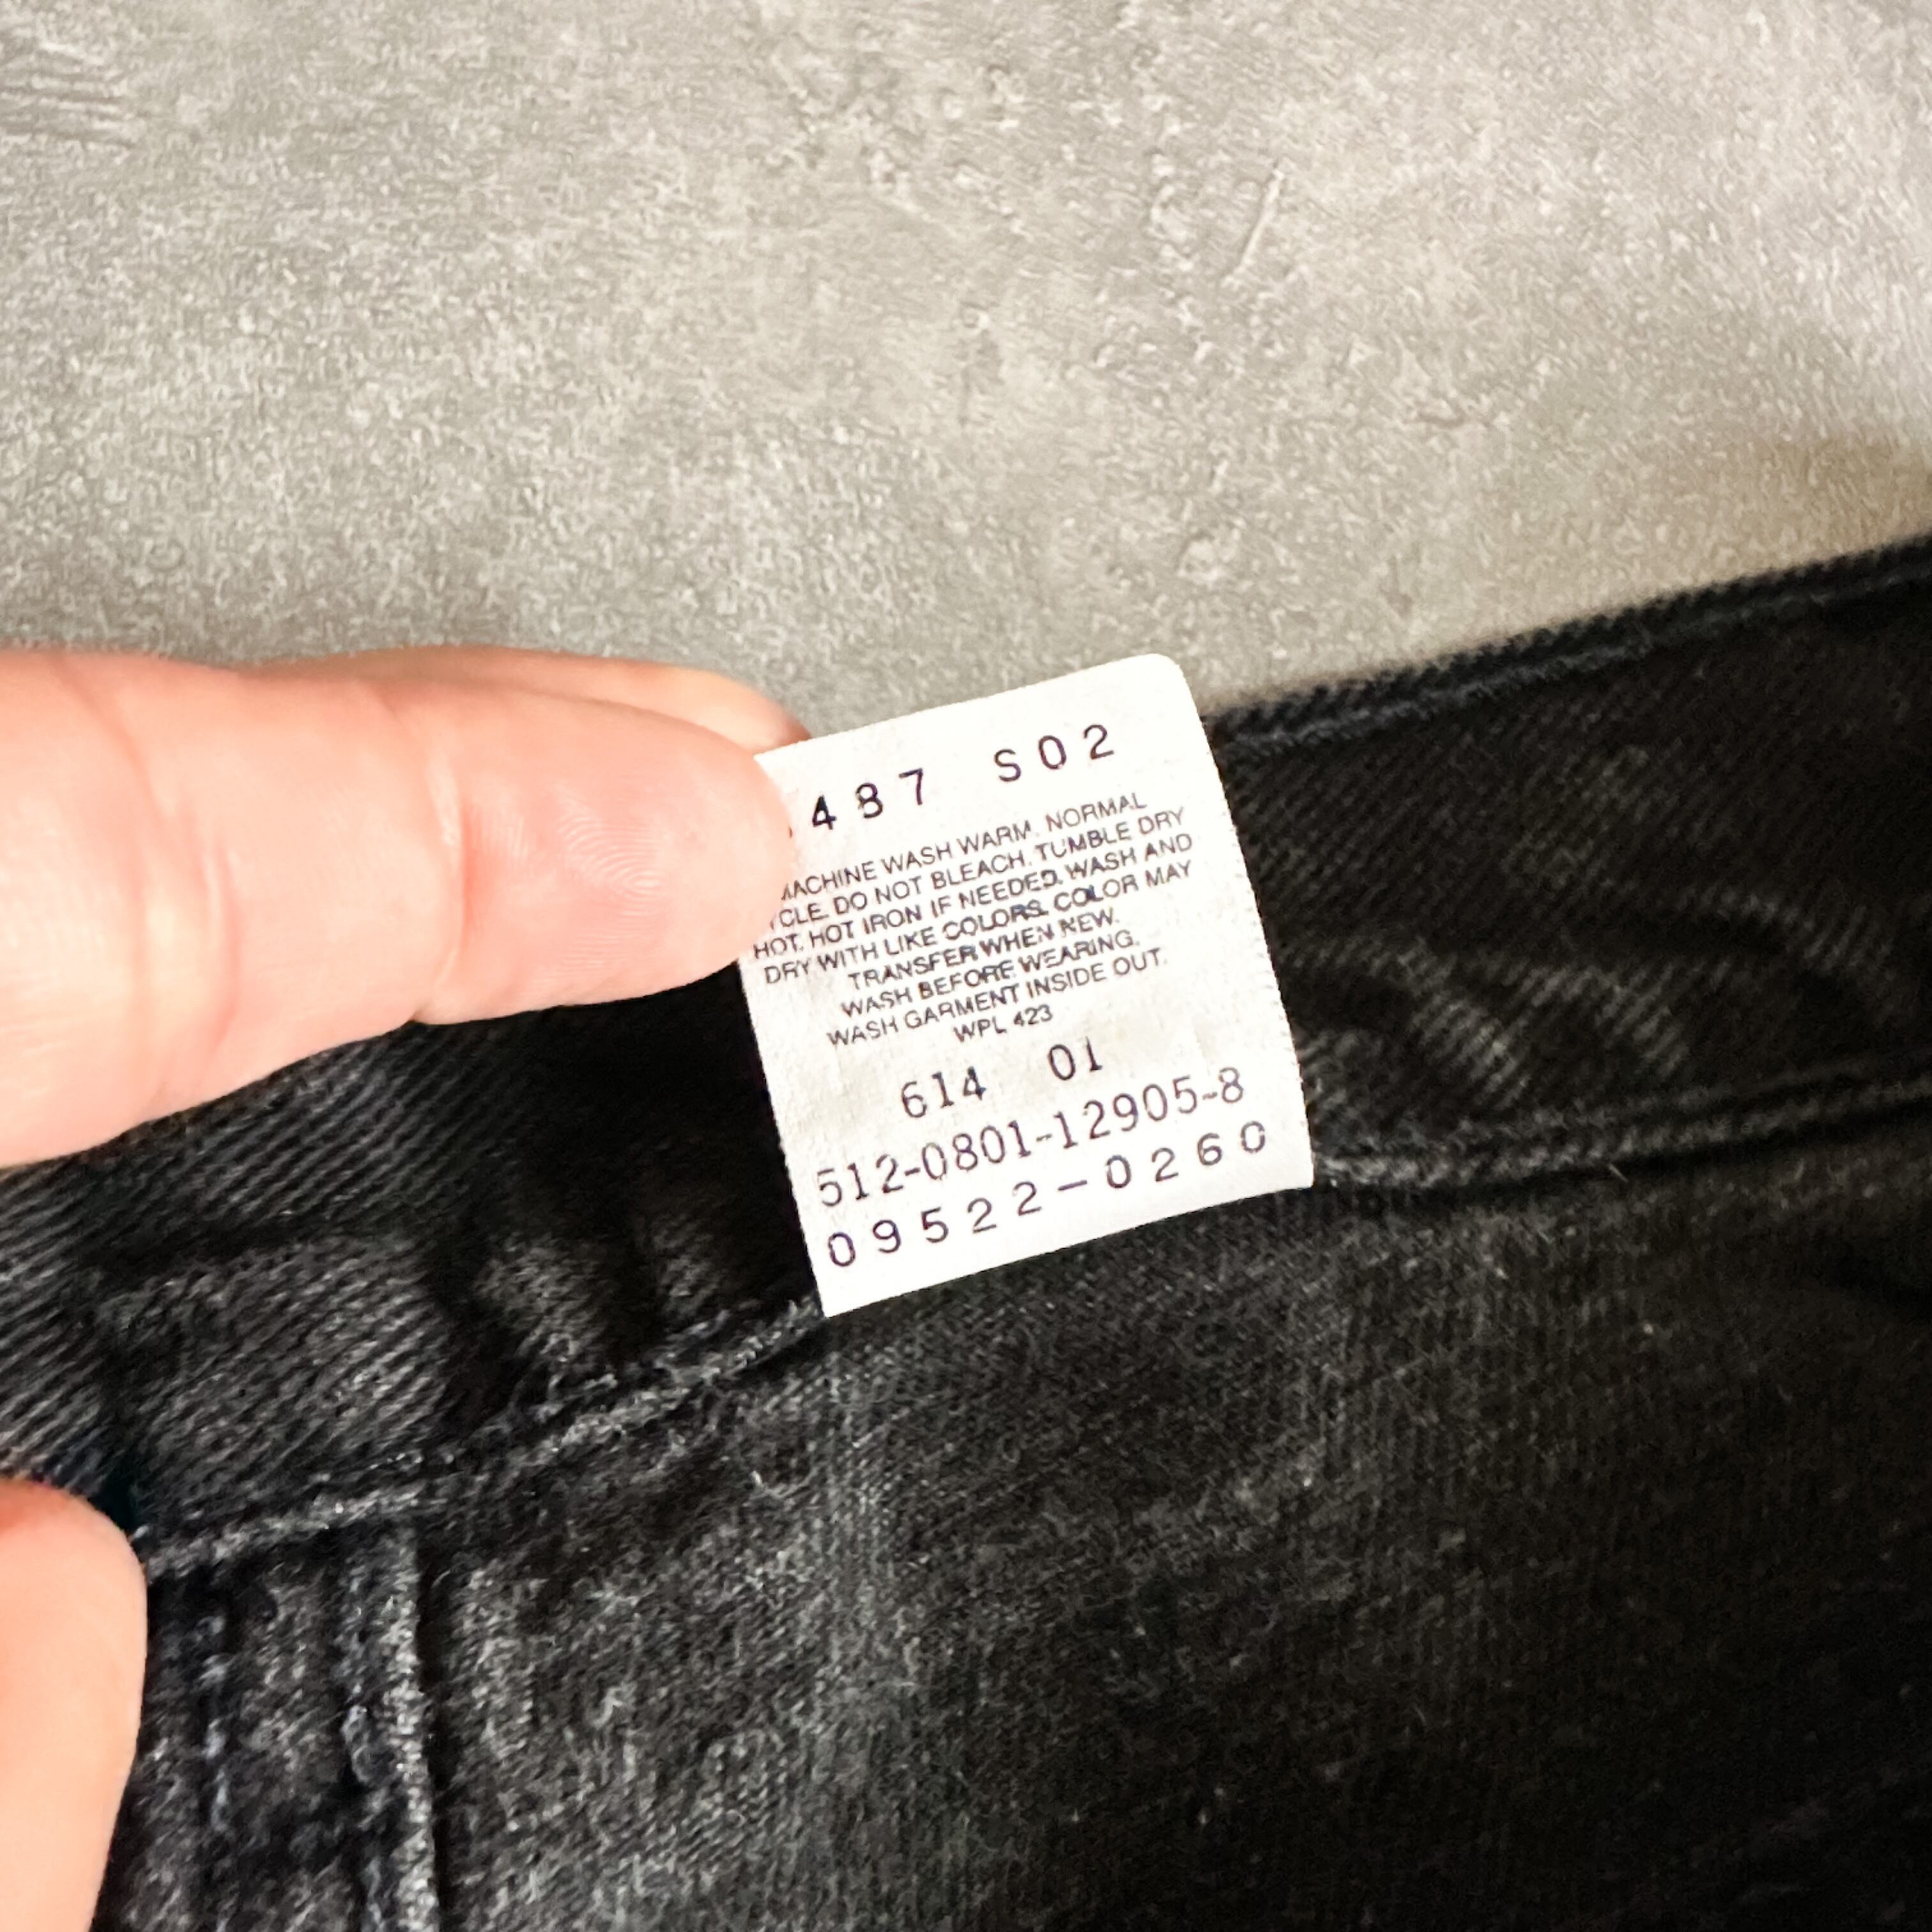 487 S02
MACHINE WASH WARM. NORMAL
CYCLE. DO NOT BLEACH. TUMBLE DRY
HOT. HOT IRON IF NEEDED. WASH AND
DRY WITH LIKE COLORS. COLOR MAY
TRANSFER WHEN NEW.
WASH BEFORE WEARING.
WASH GARMENT INSIDE OUT.
WPL 423
614 01
512-0801-12905-8
09522-0260